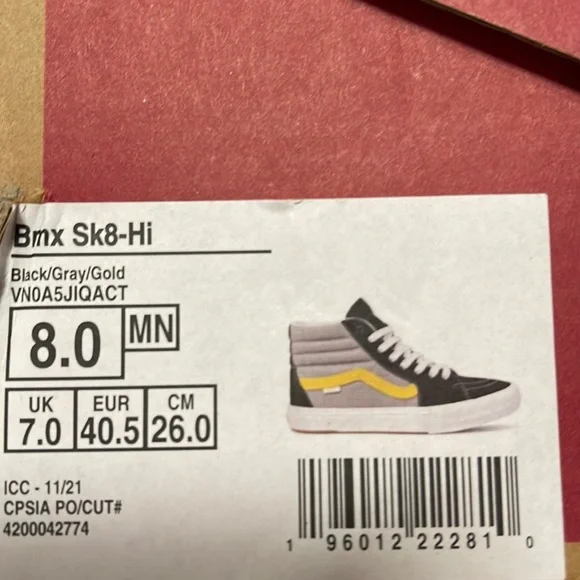 Bmx Sk8-Hi
Black/Gray/Gold
VN0A5JIQACT
8.0 MN
UK EUR CM
7.0 40.5 26.0
ICC - 11/21
CPSIA PO/CUT#
4200042774
1 96012 22281 0